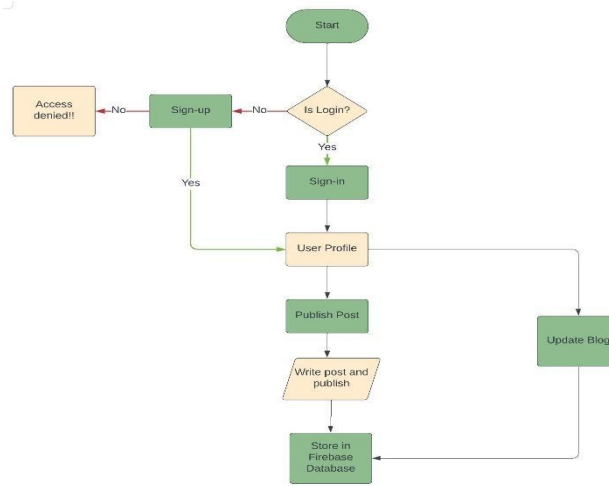 Start
Is Login?
No
Sign-up
No
Access
denied!!
Yes
Sign-in
Yes
User Profile
Publish Post
Update Blog
Write post and
publish
Store in
Firebase
Database